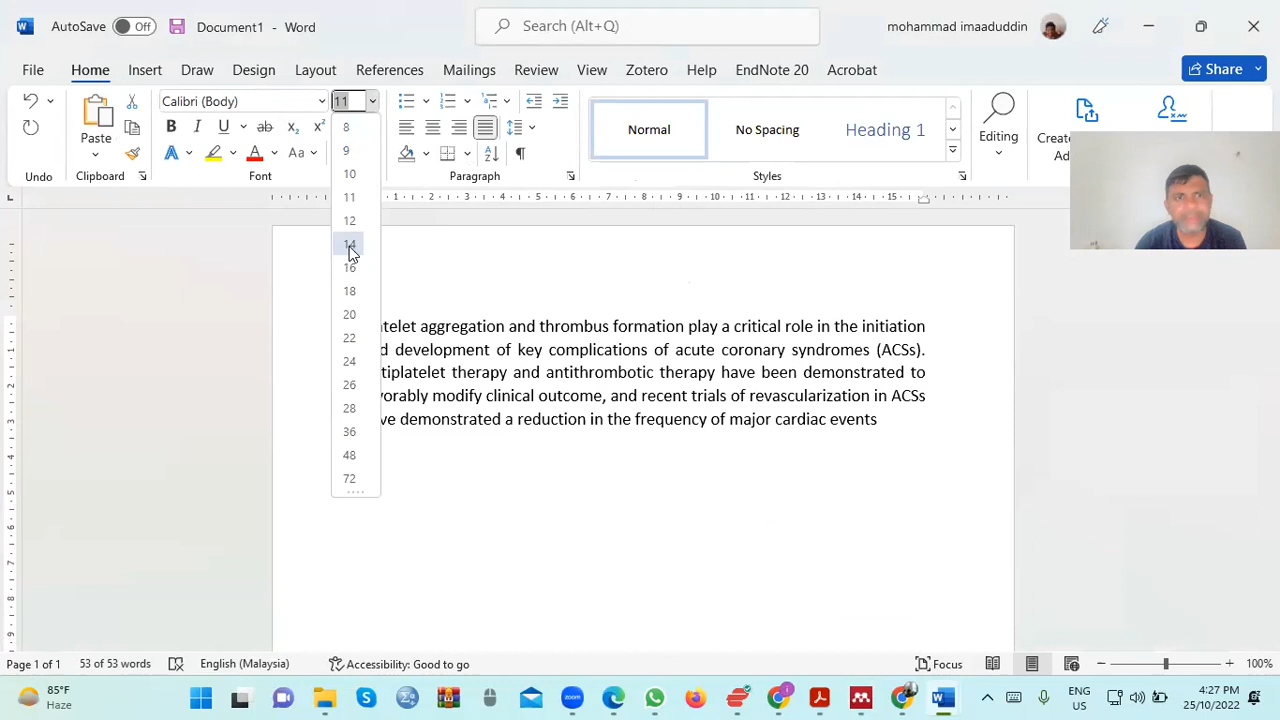 AutoSave Off Document1 - Word Search (Alt+Q) mohammad imaaduddin
File Home Insert Draw Design Layout References Mailings Review View Zotero Help EndNote 20 Acrobat Share
Calibri (Body) 11
Paste
Undo Clipboard Font Paragraph Styles
Normal No Spacing Heading 1 Editing
8
9
10
11
12
14
16
18
20
22
24
26
28
36
48
72
aggregation and thrombus formation play a critical role in the initiation
development of key complications of acute coronary syndromes (ACSs).
therapy and antithrombotic therapy have been demonstrated to
modify clinical outcome, and recent trials of revascularization in ACSs
demonstrated a reduction in the frequency of major cardiac events
Page 1 of 1 53 of 53 words English (Malaysia) Accessibility: Good to go Focus 100%
85°F
Haze
ENG
US
4:27 PM
25/10/2022